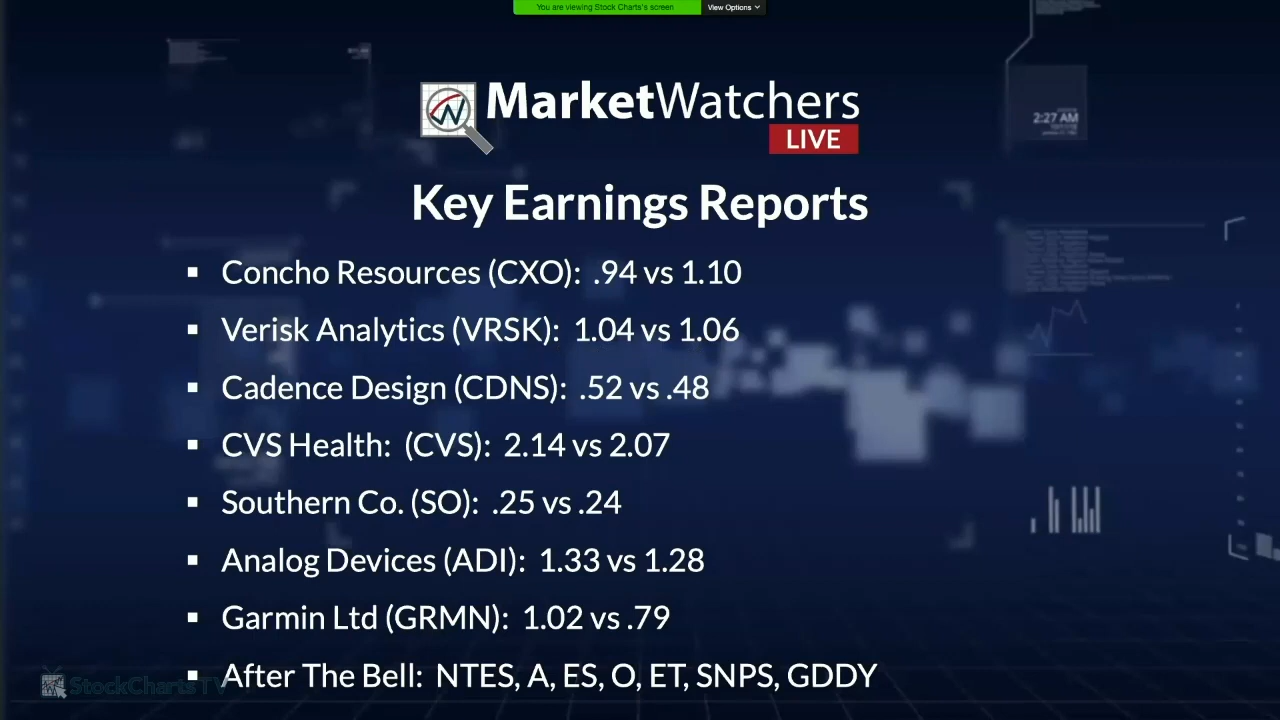 You are viewing Stock Charts's screen View Options
MarketWatchers
LIVE
2:27 AM
Key Earnings Reports
▪ Concho Resources (CXO): .94 vs 1.10
▪ Verisk Analytics (VRSK): 1.04 vs 1.06
▪ Cadence Design (CDNS): .52 vs .48
▪ CVS Health: (CVS): 2.14 vs 2.07
▪ Southern Co. (SO): .25 vs .24
▪ Analog Devices (ADI): 1.33 vs 1.28
▪ Garmin Ltd (GRMN): 1.02 vs .79
▪ After The Bell: NTES, A, ES, O, ET, SNPS, GDDY
StockChartsTV